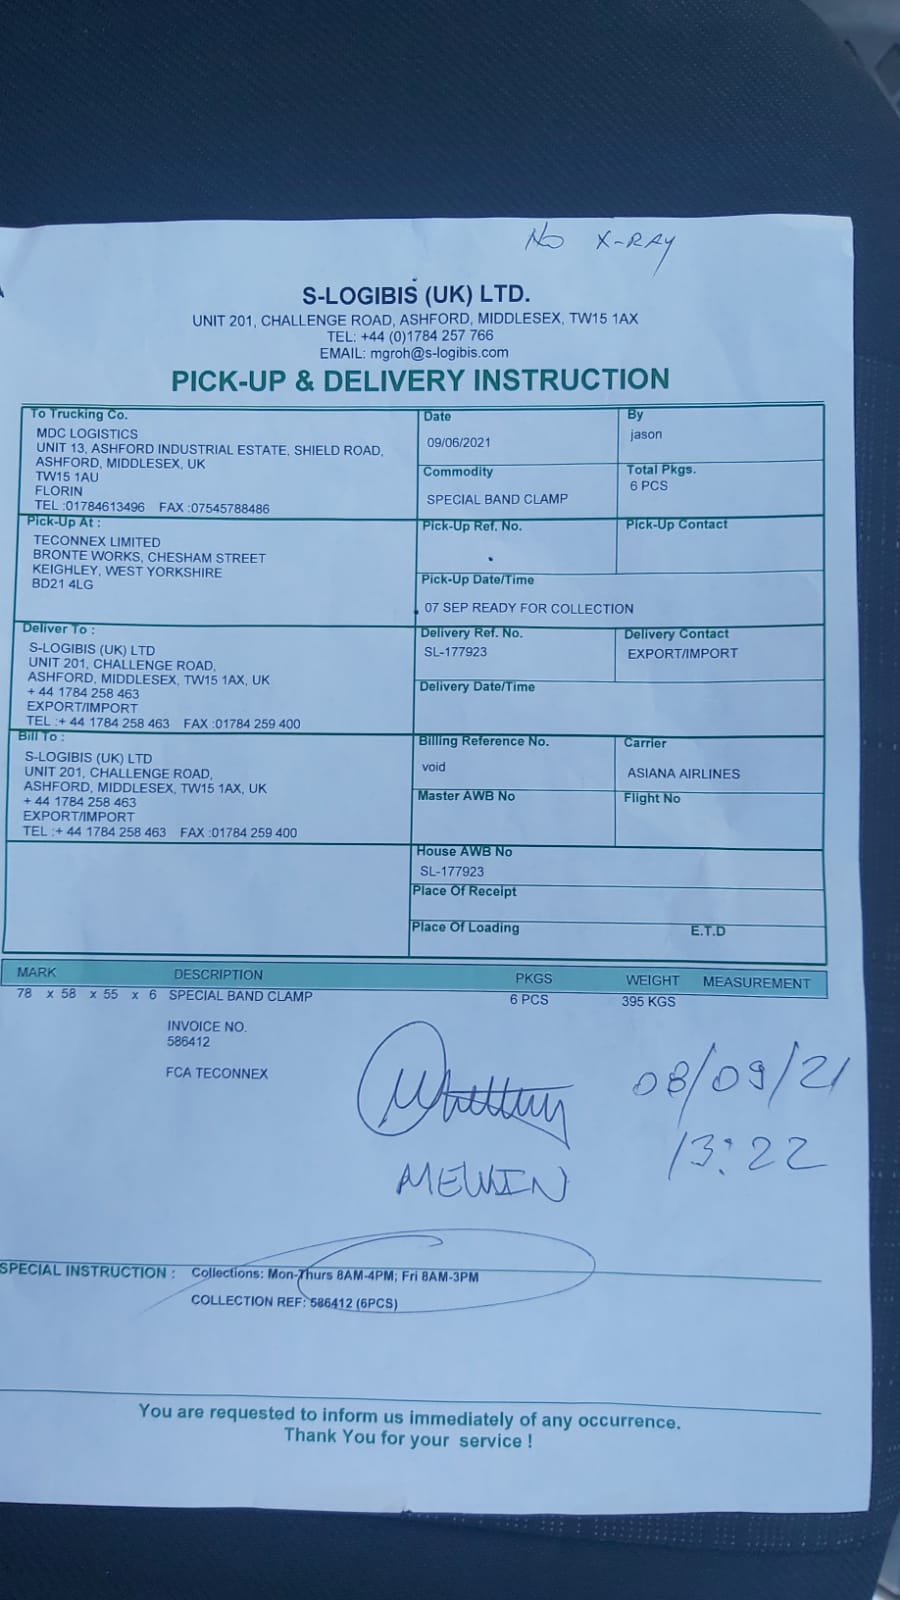 No X-RAY
S-LOGIBIS (UK) LTD.
UNIT 201, CHALLENGE ROAD, ASHFORD, MIDDLESEX, TW15 1AX
TEL: +44 (0)1784 257 766
EMAIL: mgroh@s-logibis.com
PICK-UP & DELIVERY INSTRUCTION
To Trucking Co.
MDC LOGISTICS
UNIT 13, ASHFORD INDUSTRIAL ESTATE, SHIELD ROAD,
ASHFORD, MIDDLESEX, UK
TW15 1AU
FLORIN
TEL :01784613496 FAX :07545788486
Date
09/06/2021
By
jason
Commodity
SPECIAL BAND CLAMP
Total Pkgs.
6 PCS
Pick-Up At :
TECONNEX LIMITED
BRONTE WORKS, CHESHAM STREET
KEIGHLEY, WEST YORKSHIRE
BD21 4LG
Pick-Up Ref. No.
Pick-Up Contact
Pick-Up Date/Time
07 SEP READY FOR COLLECTION
Deliver To :
S-LOGIBIS (UK) LTD
UNIT 201, CHALLENGE ROAD,
ASHFORD, MIDDLESEX, TW15 1AX, UK
+ 44 1784 258 463
EXPORT/IMPORT
TEL :+ 44 1784 258 463 FAX :01784 259 400
Delivery Ref. No.
SL-177923
Delivery Contact
EXPORT/IMPORT
Delivery Date/Time
Bill To :
S-LOGIBIS (UK) LTD
UNIT 201, CHALLENGE ROAD,
ASHFORD, MIDDLESEX, TW15 1AX, UK
+ 44 1784 258 463
EXPORT/IMPORT
TEL :+ 44 1784 258 463 FAX :01784 259 400
Billing Reference No.
void
Carrier
ASIANA AIRLINES
Master AWB No
Flight No
House AWB No
SL-177923
Place Of Receipt
Place Of Loading E.T.D
MARK DESCRIPTION PKGS WEIGHT MEASUREMENT
78 x 58 x 55 x 6 SPECIAL BAND CLAMP 6 PCS 395 KGS
INVOICE NO.
586412
FCA TECONNEX
08/09/21
13:22
SPECIAL INSTRUCTION : Collections: Mon-Thurs 8AM-4PM; Fri 8AM-3PM
COLLECTION REF: 586412 (6PCS)
You are requested to inform us immediately of any occurrence.
Thank You for your service !